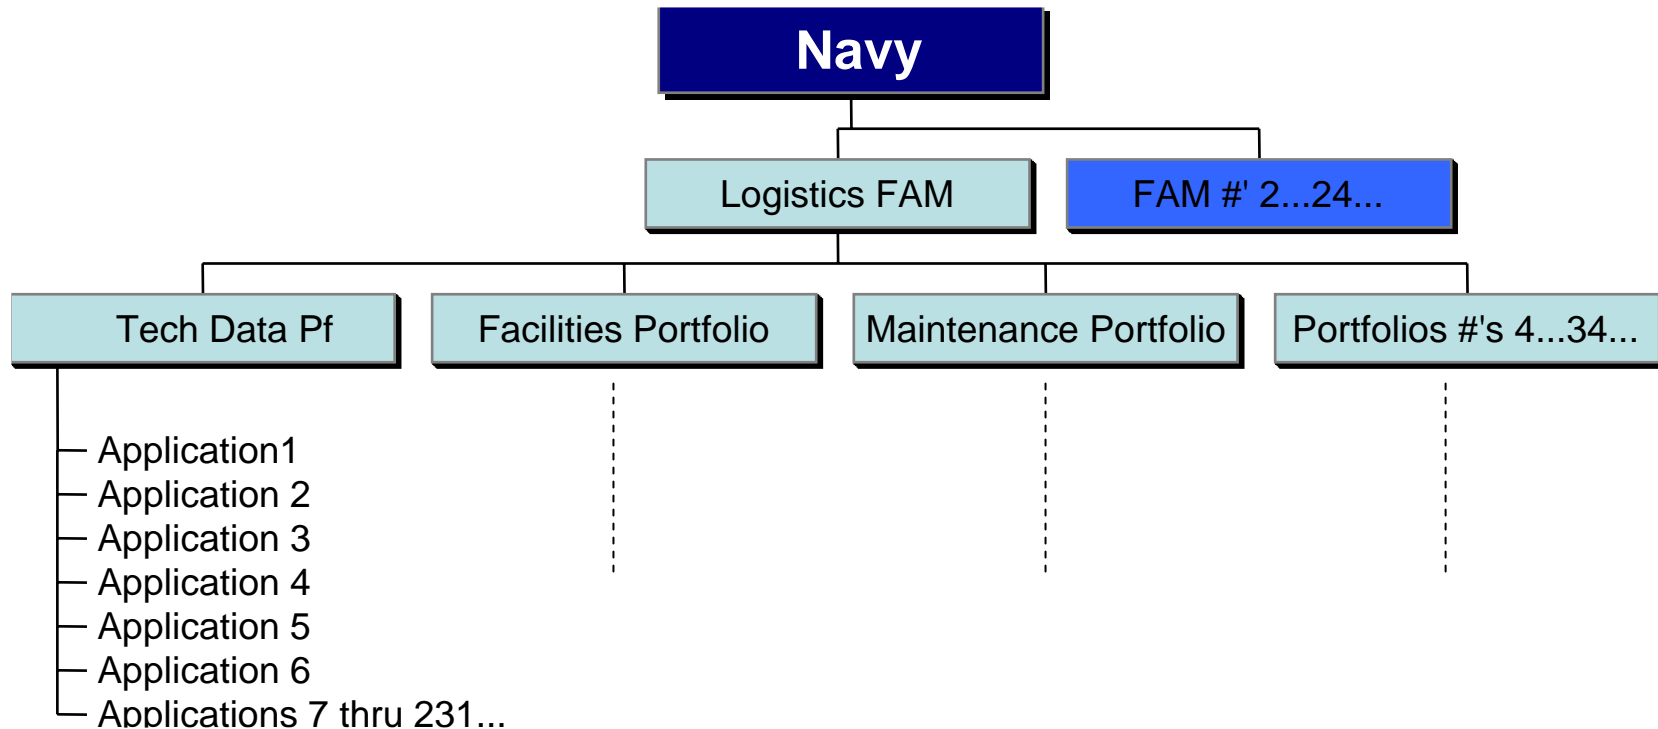 Navy
Logistics FAM
FAM #' 2...24...
Tech Data Pf
Facilities Portfolio
Maintenance Portfolio
Portfolios #'s 4...34...
Application1
Application 2
Application 3
Application 4
Application 5
Application 6
Applications 7 thru 231...